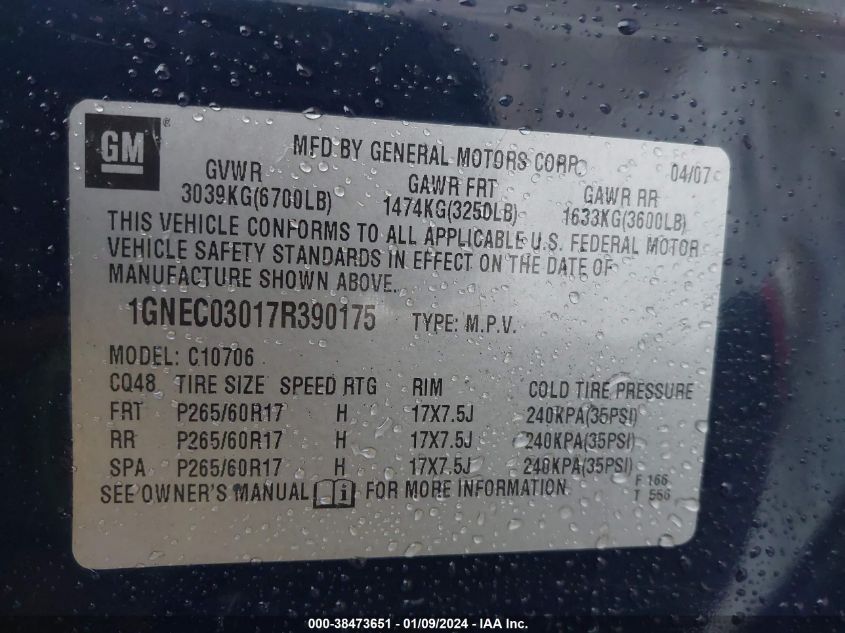 GM®
MFD BY GENERAL MOTORS CORP 04/07
GVWR GAWR FRT GAWR RR
3039KG(6700LB) 1474KG(3250LB) 1633KG(3600LB)
THIS VEHICLE CONFORMS TO ALL APPLICABLE U.S. FEDERAL MOTOR
VEHICLE SAFETY STANDARDS IN EFFECT ON THE DATE OF
MANUFACTURE SHOWN ABOVE.
1GNEC03017R390175 TYPE: M.P.V.
MODEL: C10706
CQ48 TIRE SIZE SPEED RTG RIM COLD TIRE PRESSURE
FRT P265/60R17 H 17X7.5J 240KPA(35PSI)
RR P265/60R17 H 17X7.5J 240KPA(35PSI)
SPA P265/60R17 H 17X7.5J 240KPA(35PSI)
SEE OWNER'S MANUAL i FOR MORE INFORMATION
F 166
T 556
000-38473651 - 01/09/2024 - IAA Inc.